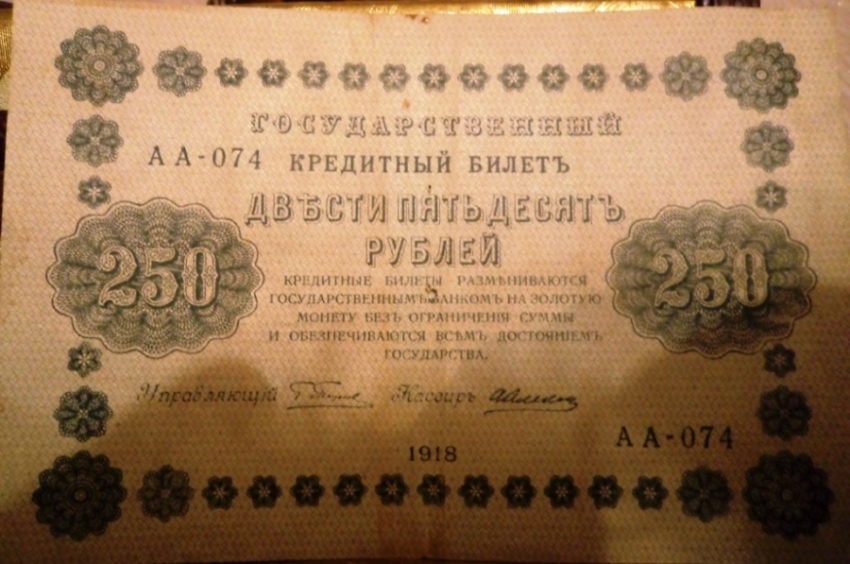 ГОСУДАРСТВЕННЫЙ
АА-074 КРЕДИТНЫЙ БИЛЕТЪ
ДВѢСТИ ПЯТЬДЕСЯТЪ
РУБЛЕЙ
250 250
КРЕДИТНЫЕ БИЛЕТЫ РАЗМѢНИВАЮТСЯ
ГОСУДАРСТВЕННЫМЪ БАНКОМЪ НА ЗОЛОТУЮ
МОНЕТУ БЕЗЪ ОГРАНИЧЕНІЯ СУММЫ
И ОБЕЗПЕЧИВАЮТСЯ ВСѢМЪ ДОСТОЯНІЕМЪ
ГОСУДАРСТВА.
Управляющій Кассиръ
АА-074
1918